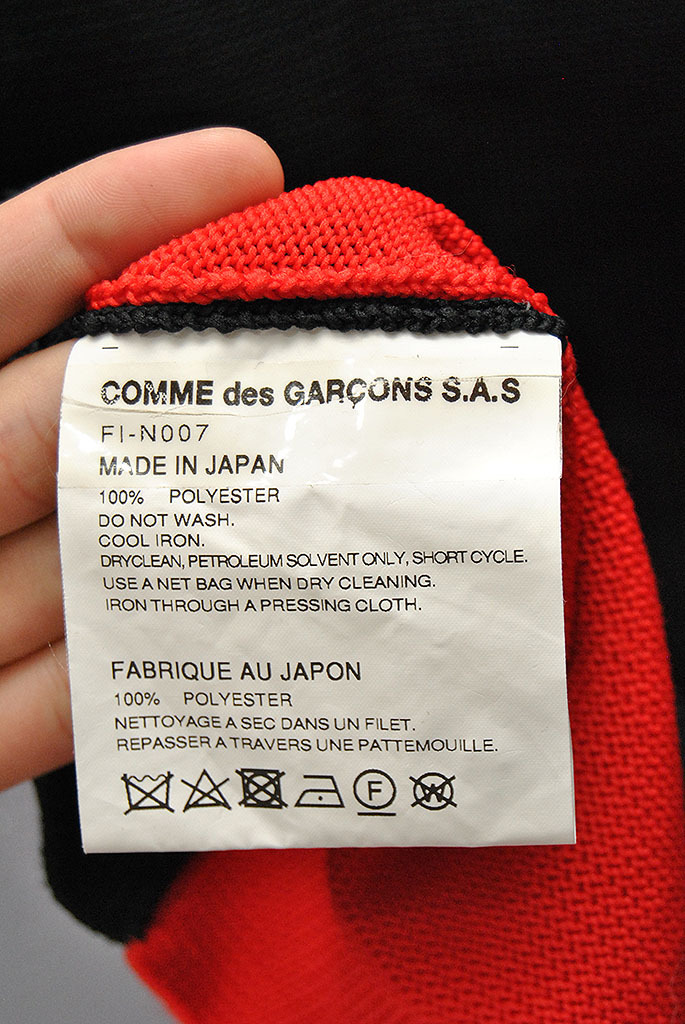 COMME des GARÇONS S.A.S
FI-N007
MADE IN JAPAN
100% POLYESTER
DO NOT WASH.
COOL IRON.
DRYCLEAN, PETROLEUM SOLVENT ONLY, SHORT CYCLE.
USE A NET BAG WHEN DRY CLEANING.
IRON THROUGH A PRESSING CLOTH.
FABRIQUE AU JAPON
100% POLYESTER
NETTOYAGE A SEC DANS UN FILET.
REPASSER A TRAVERS UNE PATTEMOUILLE.
F W